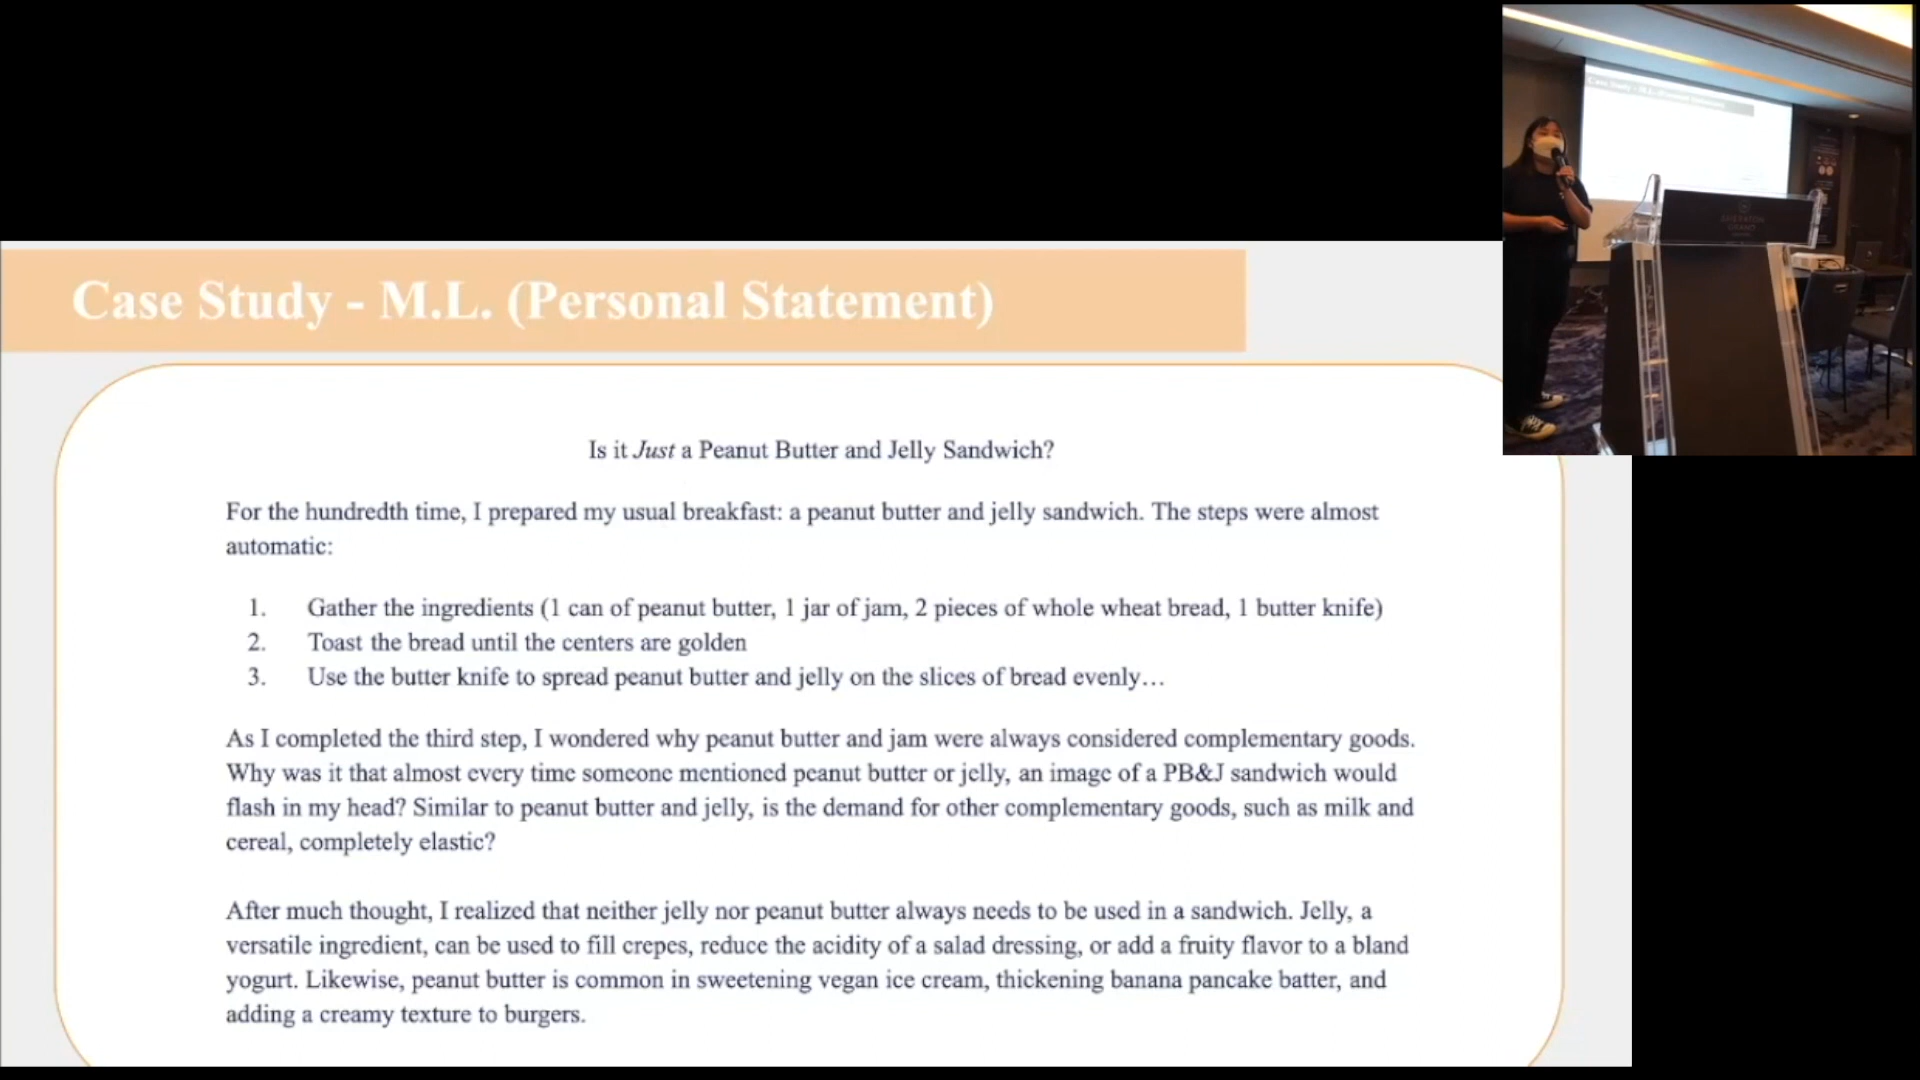 Case Study - M.L. (Personal Statement)
Is it Just a Peanut Butter and Jelly Sandwich?
For the hundredth time, I prepared my usual breakfast: a peanut butter and jelly sandwich. The steps were almost
automatic:
1. Gather the ingredients (1 can of peanut butter, 1 jar of jam, 2 pieces of whole wheat bread, 1 butter knife)
2. Toast the bread until the centers are golden
3. Use the butter knife to spread peanut butter and jelly on the slices of bread evenly…
As I completed the third step, I wondered why peanut butter and jam were always considered complementary goods.
Why was it that almost every time someone mentioned peanut butter or jelly, an image of a PB&J sandwich would
flash in my head? Similar to peanut butter and jelly, is the demand for other complementary goods, such as milk and
cereal, completely elastic?
After much thought, I realized that neither jelly nor peanut butter always needs to be used in a sandwich. Jelly, a
versatile ingredient, can be used to fill crepes, reduce the acidity of a salad dressing, or add a fruity flavor to a bland
yogurt. Likewise, peanut butter is common in sweetening vegan ice cream, thickening banana pancake batter, and
adding a creamy texture to burgers.